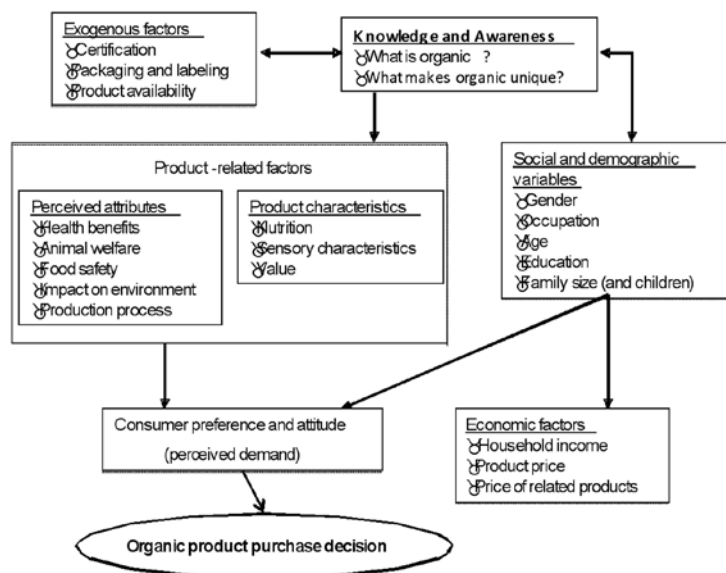 Exogenous factors
Certification
Packaging and labeling
Product availability
Knowledge and Awareness
What is organic ?
What makes organic unique?
Product -related factors
Perceived attributes
Health benefits
Animal welfare
Food safety
Impact on environment
Production process
Product characteristics
Nutrition
Sensory characteristics
Value
Social and demographic
variables
Gender
Occupation
Age
Education
Family size (and children)
Consumer preference and attitude
(perceived demand)
Economic factors
Household income
Product price
Price of related products
Organic product purchase decision